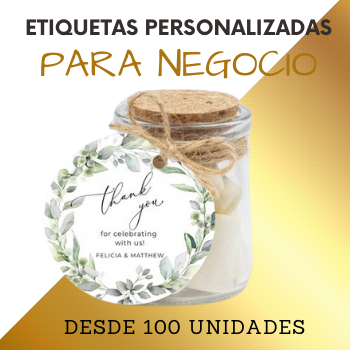 ETIQUETAS PERSONALIZADAS
PARA NEGOCIO
thank
you
for celebrating
with us!
FELICIA & MATTHEW
DESDE 100 UNIDADES